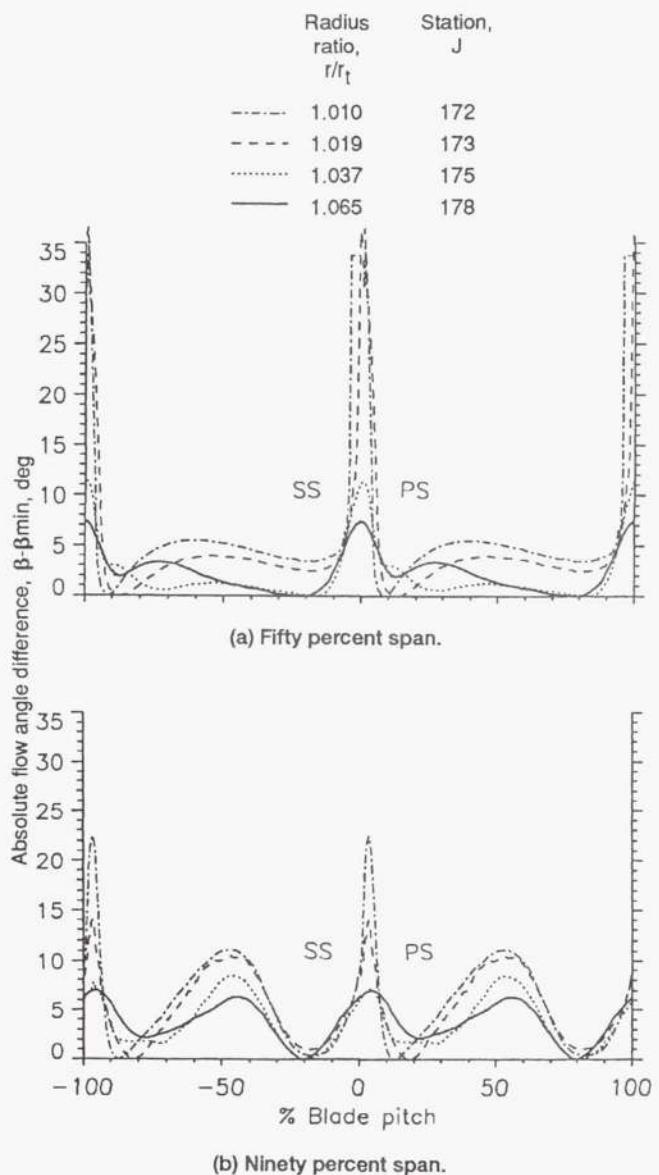 Radius ratio, r/rt
Station, J
1.010 172
1.019 173
1.037 175
1.065 178
Absolute flow angle difference, β-βmin, deg
35
30
25
20
15
10
5
0
SS PS
(a) Fifty percent span.
35
30
25
20
15
10
5
0
SS PS
-100 -50 0 50 100
% Blade pitch
(b) Ninety percent span.